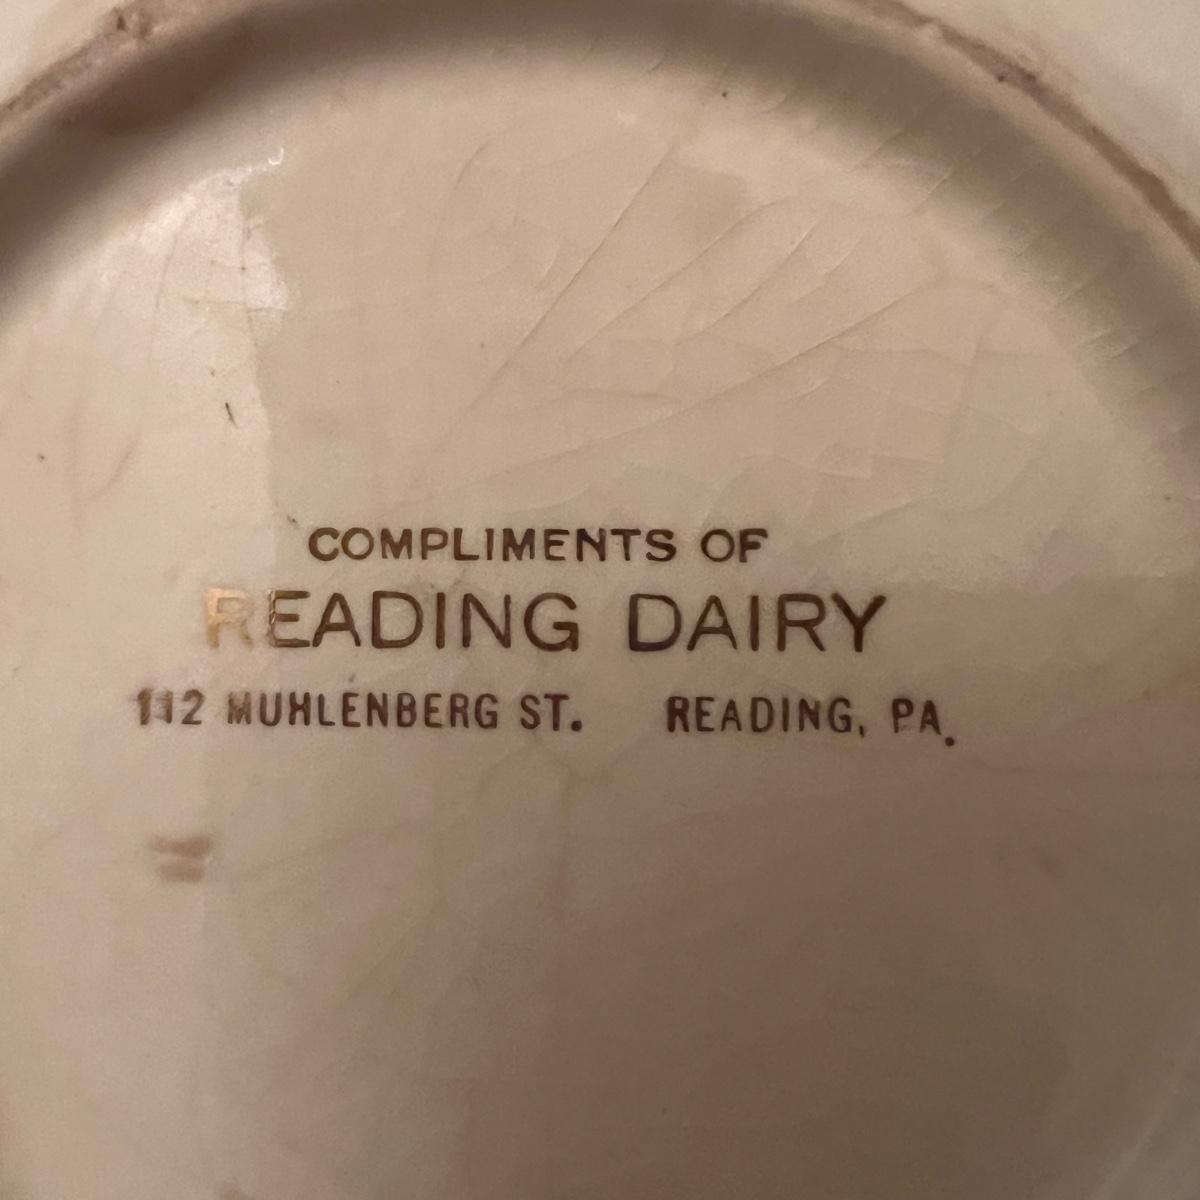 COMPLIMENTS OF
READING DAIRY
112 MUHLENBERG ST. READING, PA.